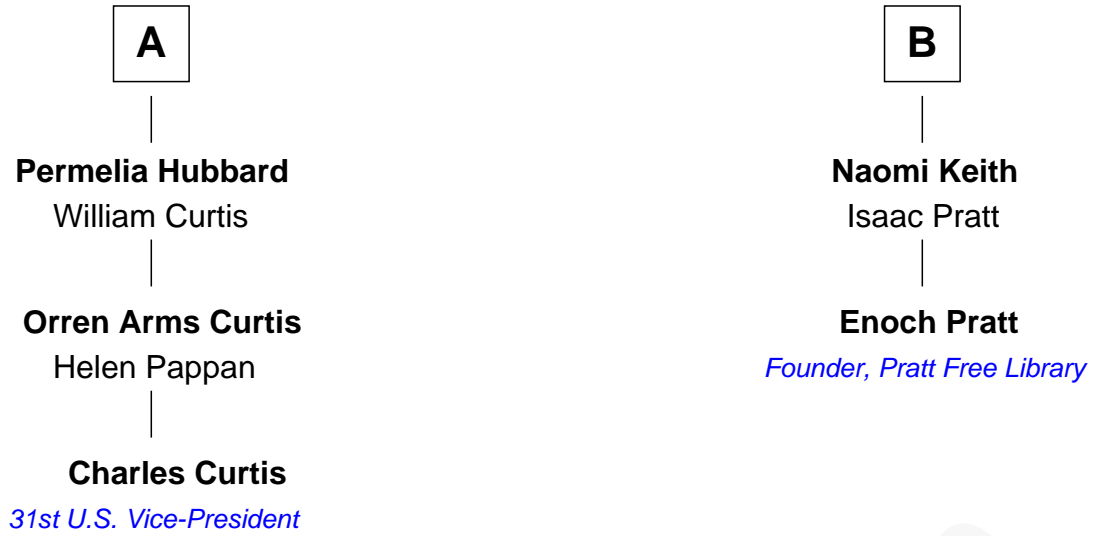 A
Permelia Hubbard
William Curtis
Orren Arms Curtis
Helen Pappan
Charles Curtis
31st U.S. Vice-President
B
Naomi Keith
Isaac Pratt
Enoch Pratt
Founder, Pratt Free Library